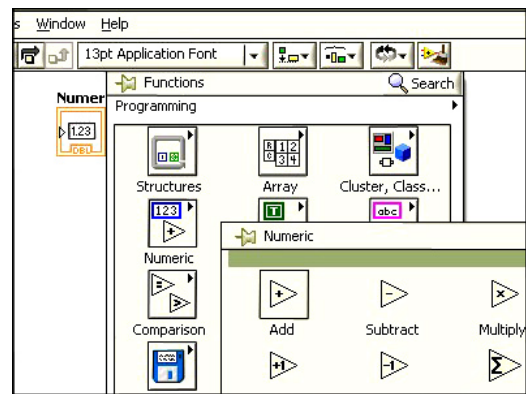 s Window Help
13pt Application Font
Functions Search
Numer
Programming
1.23
DBL
Structures Array Cluster, Class...
123
abc
Numeric
Numeric
Comparison
Add Subtract Multiply